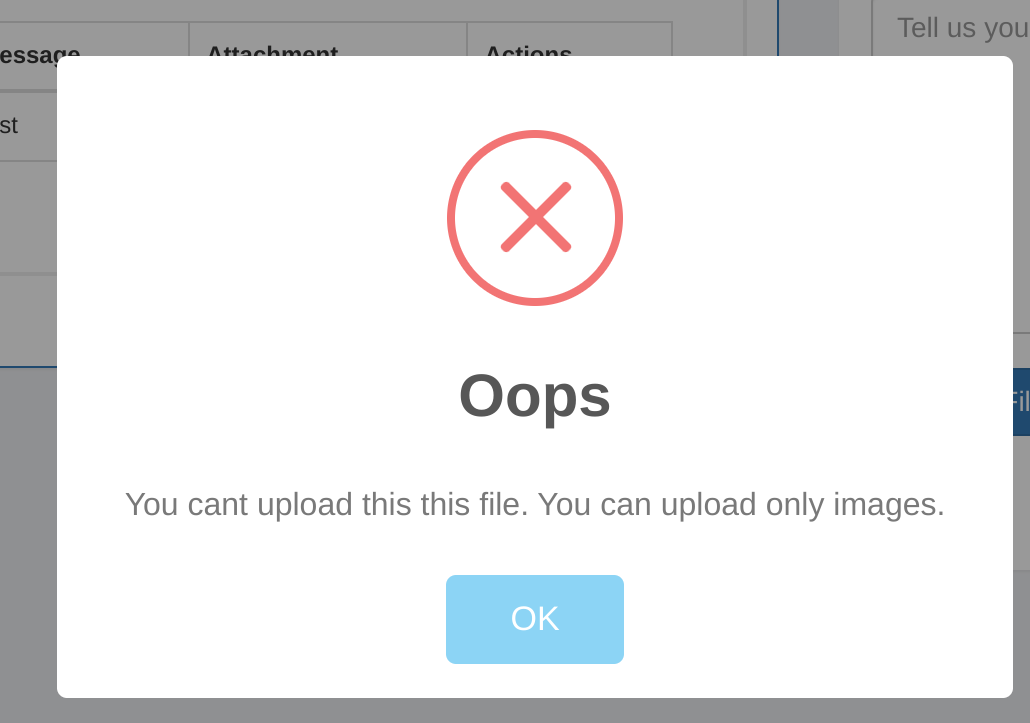 Tell us you
essage Attachment Actions
st
Oops
Fil
You cant upload this this file. You can upload only images.
OK